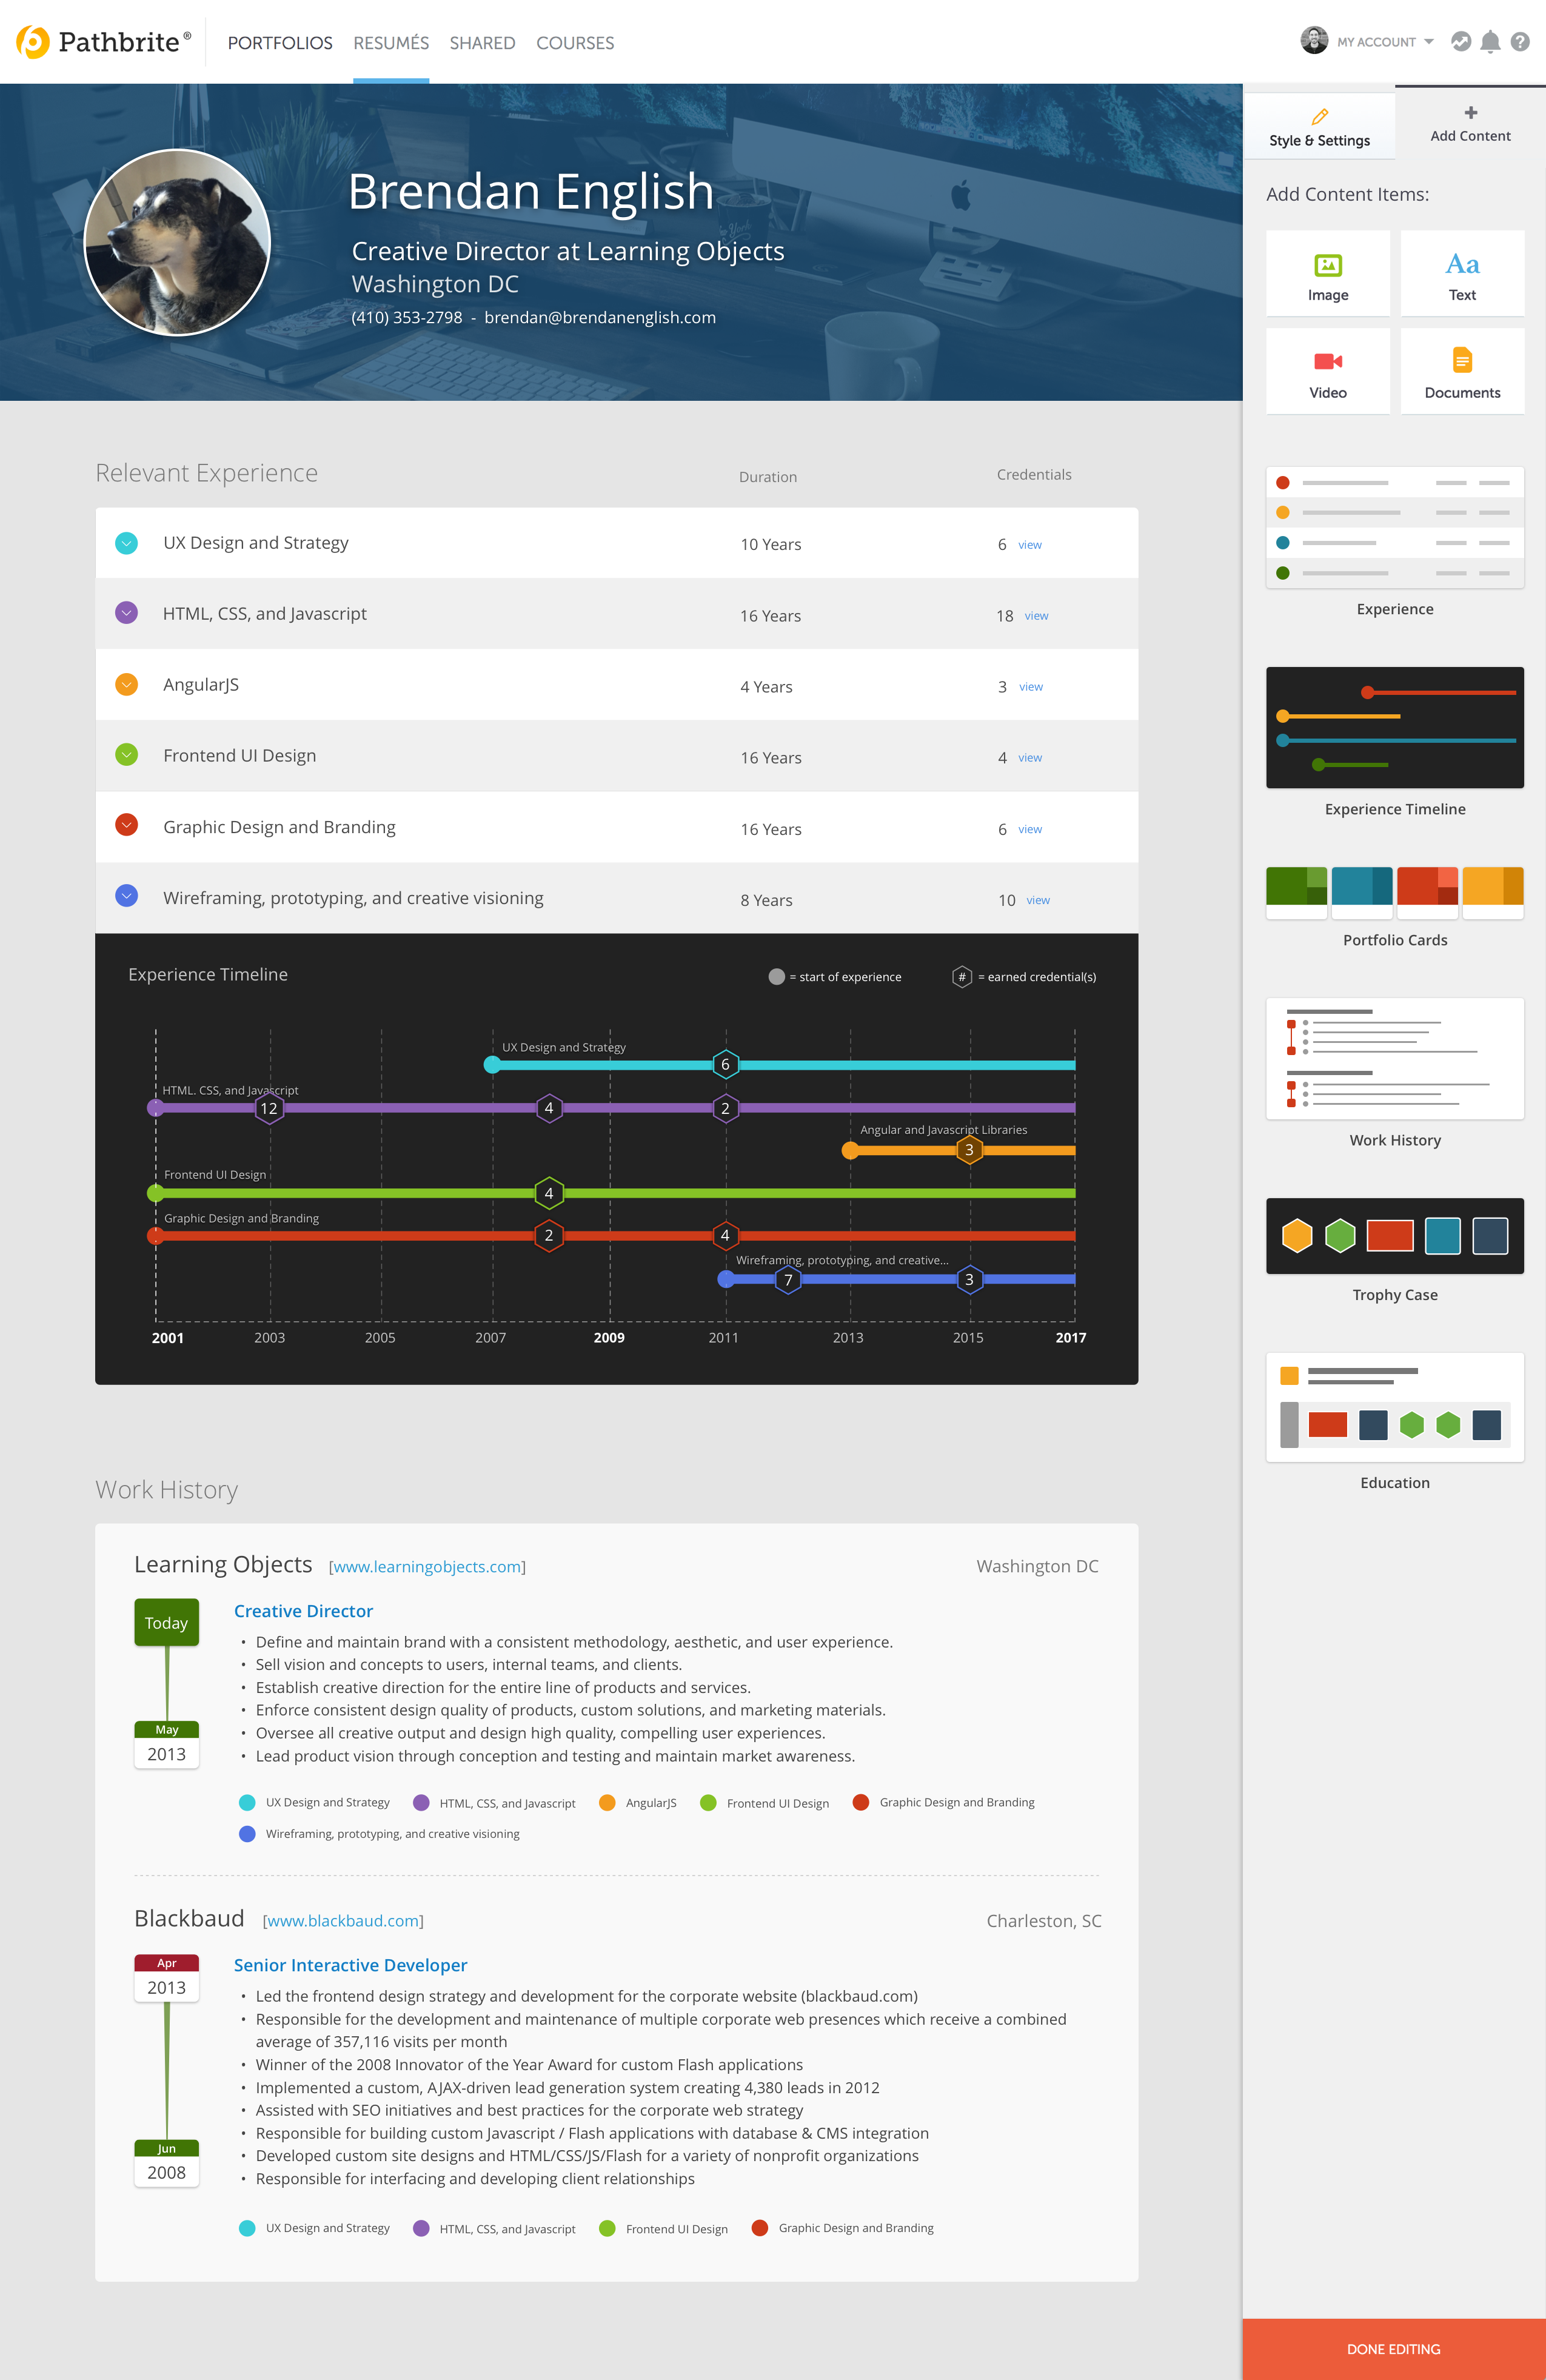 Pathbrite®
PORTFOLIOS RESUMÉS SHARED COURSES
MY ACCOUNT
?
Brendan English
Creative Director at Learning Objects
Washington DC
(410) 353-2798 - brendan@brendanenglish.com
Style & Settings
Add Content
Add Content Items:
Image
Aa
Text
Video
Documents
Experience
Experience Timeline
Portfolio Cards
Work History
Trophy Case
Education
DONE EDITING
Relevant Experience Duration Credentials
UX Design and Strategy 10 Years 6 view
HTML, CSS, and Javascript 16 Years 18 view
AngularJS 4 Years 3 view
Frontend UI Design 16 Years 4 view
Graphic Design and Branding 16 Years 6 view
Wireframing, prototyping, and creative visioning 8 Years 10 view
Experience Timeline = start of experience # = earned credential(s)
UX Design and Strategy
6
HTML. CSS, and Javascript
12 4 2
Angular and Javascript Libraries
3
Frontend UI Design
4
Graphic Design and Branding
2 4
Wireframing, prototyping, and creative...
7 3
2001 2003 2005 2007 2009 2011 2013 2015 2017
Work History
Learning Objects [www.learningobjects.com] Washington DC
Today
May
2013
Creative Director
• Define and maintain brand with a consistent methodology, aesthetic, and user experience.
• Sell vision and concepts to users, internal teams, and clients.
• Establish creative direction for the entire line of products and services.
• Enforce consistent design quality of products, custom solutions, and marketing materials.
• Oversee all creative output and design high quality, compelling user experiences.
• Lead product vision through conception and testing and maintain market awareness.
UX Design and Strategy HTML, CSS, and Javascript AngularJS Frontend UI Design Graphic Design and Branding
Wireframing, prototyping, and creative visioning
Blackbaud [www.blackbaud.com] Charleston, SC
Apr
2013
Jun
2008
Senior Interactive Developer
• Led the frontend design strategy and development for the corporate website (blackbaud.com)
• Responsible for the development and maintenance of multiple corporate web presences which receive a combined
average of 357,116 visits per month
• Winner of the 2008 Innovator of the Year Award for custom Flash applications
• Implemented a custom, AJAX-driven lead generation system creating 4,380 leads in 2012
• Assisted with SEO initiatives and best practices for the corporate web strategy
• Responsible for building custom Javascript / Flash applications with database & CMS integration
• Developed custom site designs and HTML/CSS/JS/Flash for a variety of nonprofit organizations
• Responsible for interfacing and developing client relationships
UX Design and Strategy HTML, CSS, and Javascript Frontend UI Design Graphic Design and Branding